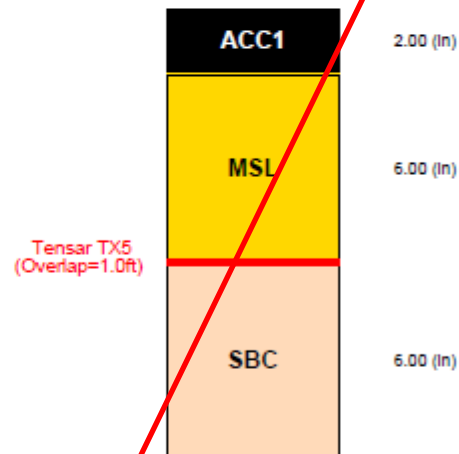 ACC1
2.00 (In)
MSL
6.00 (In)
Tensar TX5
(Overlap=1.0ft)
SBC
6.00 (In)